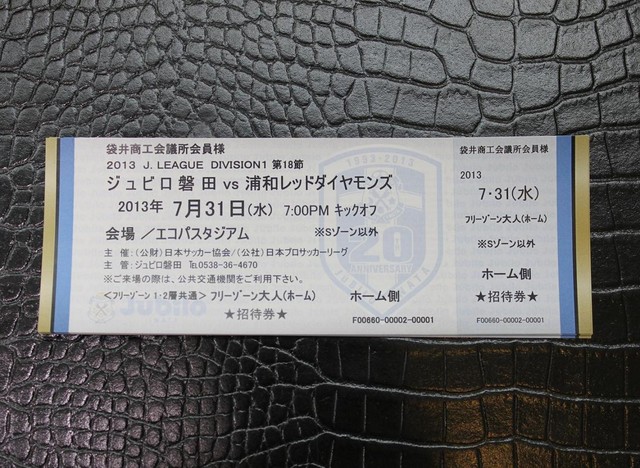 袋井商工会議所会員様
2013 J. LEAGUE DIVISION1 第18節
ジュビロ磐田 vs 浦和レッドダイヤモンズ
2013年 7月31日(水) 7:00PM キックオフ
会場 ／エコパスタジアム ※Sゾーン以外
主 催：(公財)日本サッカー協会/(公社)日本プロサッカーリーグ
主 管：ジュビロ磐田 ℡0538-36-4670
※ご来場の際は、公共交通機関をご利用下さい。
＜フリーゾーン 1・2層共通＞ フリーゾーン大人(ホーム) ホーム側
★招待券★ F00660-00002-00001
1993-2013
20
ANNIVERSARY
Jubilo
袋井商工会議所会員様
2013
7・31(水)
フリーゾーン大人(ホーム)
※Sゾーン以外
ホーム側
★招待券★
F00660-00002-00001